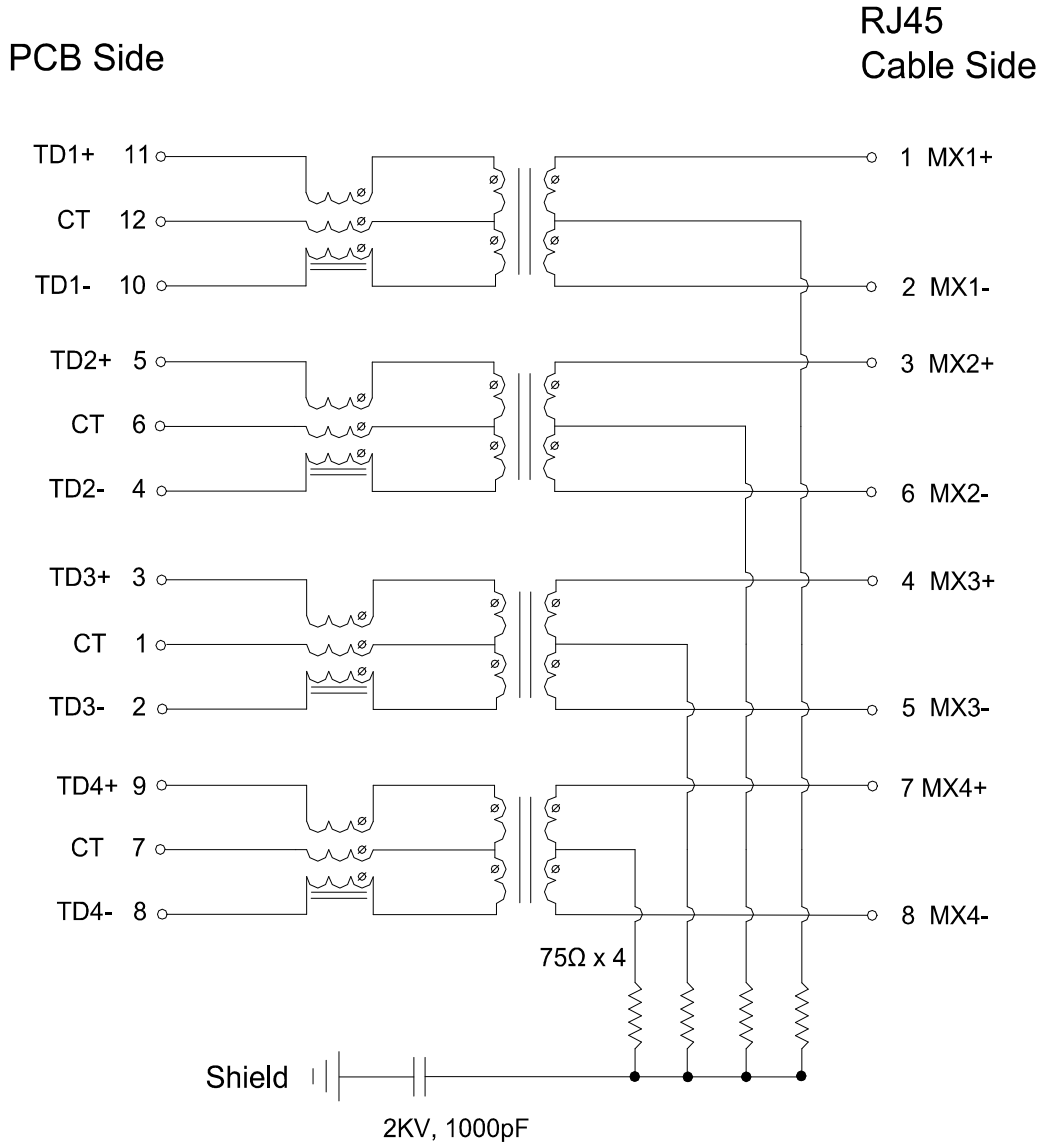 PCB Side
RJ45
Cable Side
TD1+ 11
1 MX1+
CT 12
TD1- 10
2 MX1-
TD2+ 5
3 MX2+
CT 6
TD2- 4
6 MX2-
TD3+ 3
4 MX3+
CT 1
TD3- 2
5 MX3-
TD4+ 9
7 MX4+
CT 7
TD4- 8
8 MX4-
75Ω x 4
Shield
2KV, 1000pF